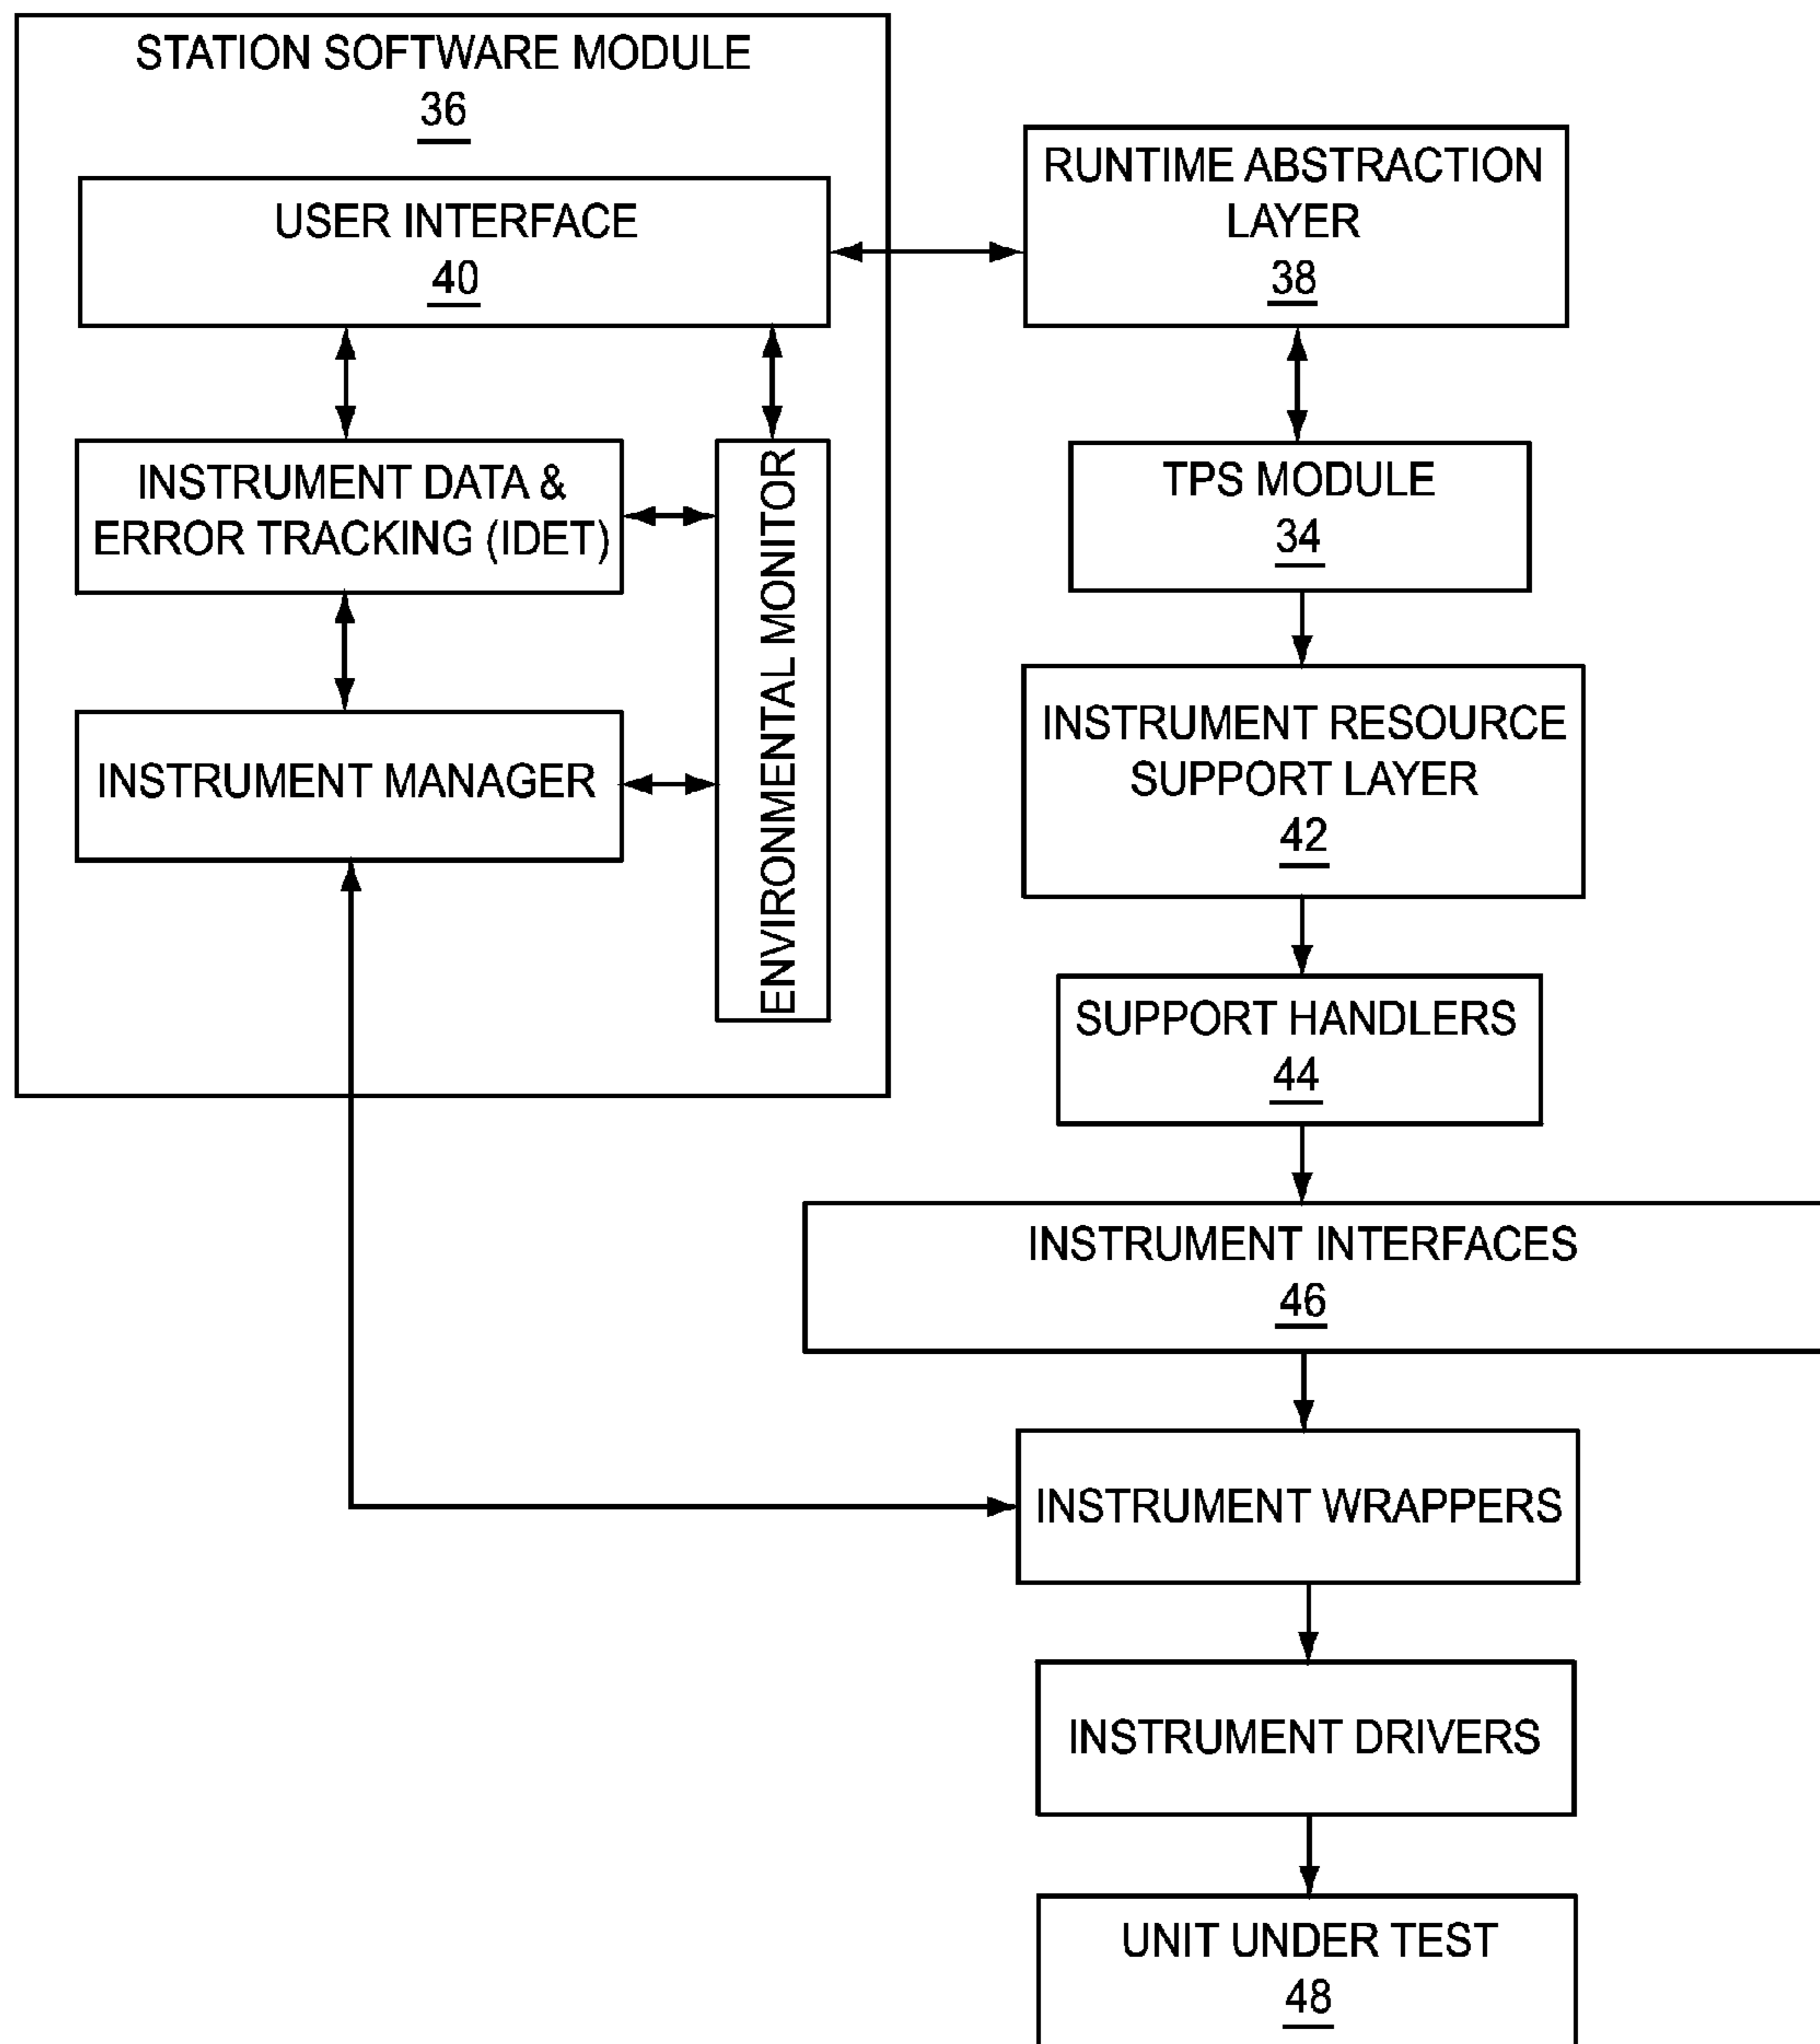 STATION SOFTWARE MODULE
36
USER INTERFACE
40
INSTRUMENT DATA &
ERROR TRACKING (IDET)
INSTRUMENT MANAGER
ENVIRONMENTAL MONITOR
RUNTIME ABSTRACTION
LAYER
38
TPS MODULE
34
INSTRUMENT RESOURCE
SUPPORT LAYER
42
SUPPORT HANDLERS
44
INSTRUMENT INTERFACES
46
INSTRUMENT WRAPPERS
INSTRUMENT DRIVERS
UNIT UNDER TEST
48